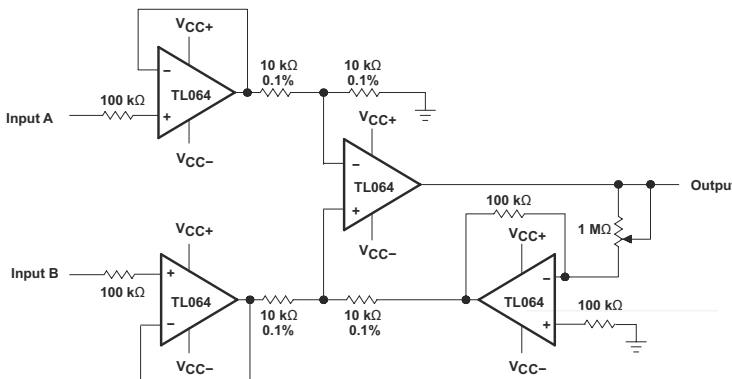 VCC+
10 kΩ
0.1%
10 kΩ
0.1%
−
TL064
+
100 kΩ
Input A
VCC−
VCC+
−
TL064
+
VCC−
Output
100 kΩ
1 MΩ
VCC+
VCC+
Input B
100 kΩ
+
TL064
−
10 kΩ
0.1%
10 kΩ
0.1%
−
TL064
+
100 kΩ
VCC−
VCC−